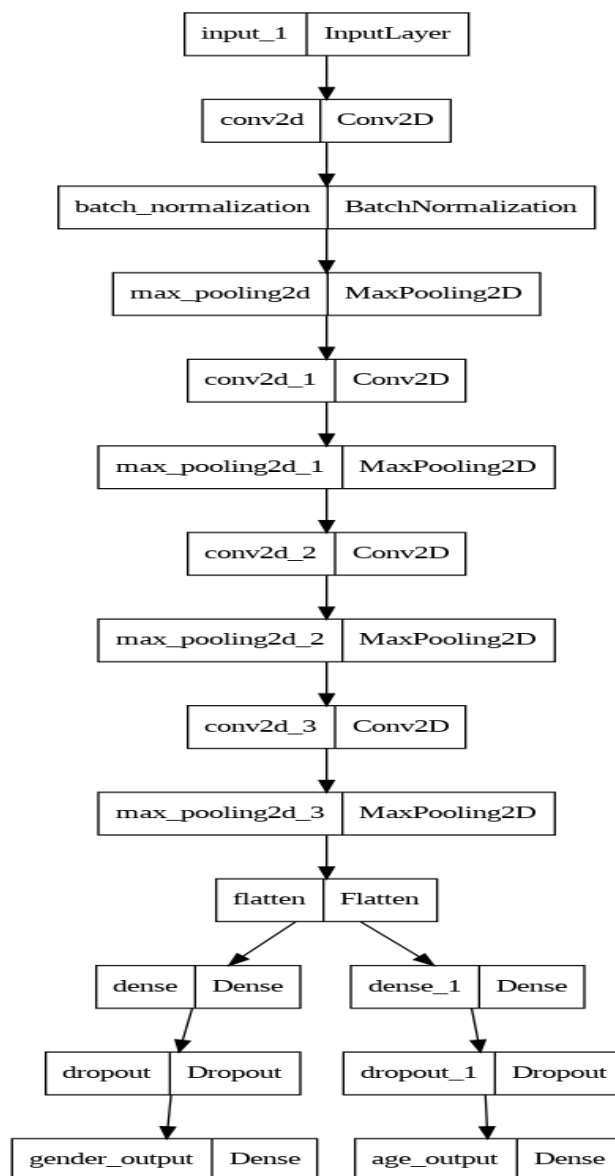 input_1 InputLayer
conv2d Conv2D
batch_normalization BatchNormalization
max_pooling2d MaxPooling2D
conv2d_1 Conv2D
max_pooling2d_1 MaxPooling2D
conv2d_2 Conv2D
max_pooling2d_2 MaxPooling2D
conv2d_3 Conv2D
max_pooling2d_3 MaxPooling2D
flatten Flatten
dense Dense dense_1 Dense
dropout Dropout dropout_1 Dropout
gender_output Dense age_output Dense